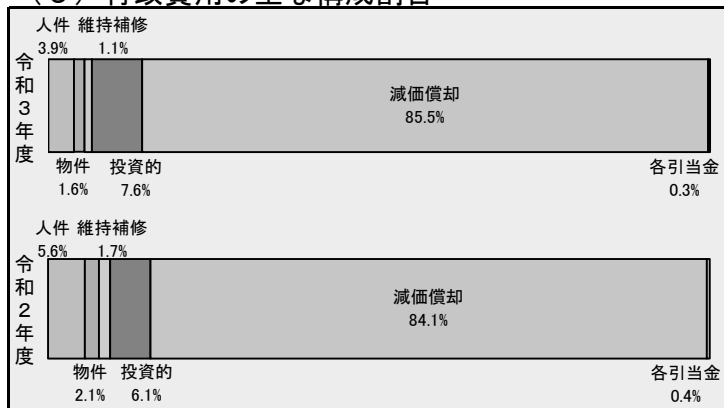 人件 維持補修
3.9% 1.1%
令和3年度
減価償却
85.5%
物件 投資的 各引当金
1.6% 7.6% 0.3%
人件 維持補修
5.6% 1.7%
令和2年度
減価償却
84.1%
物件 投資的 各引当金
2.1% 6.1% 0.4%